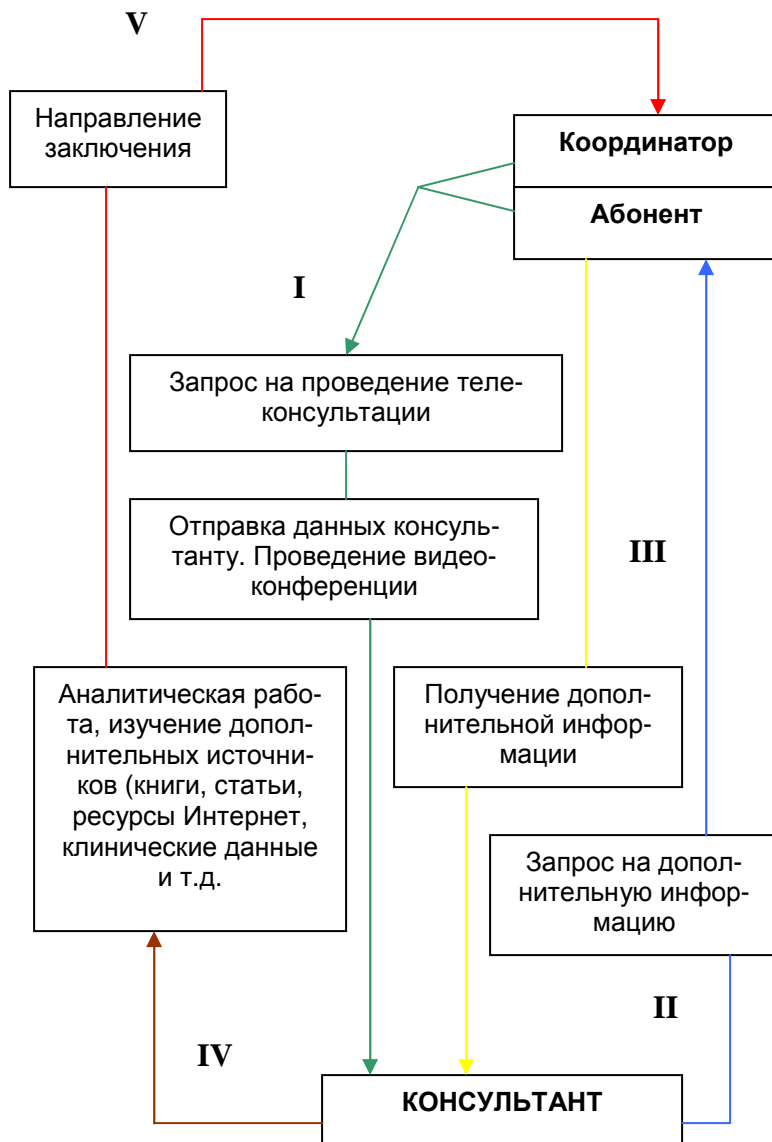 V
Направление
заключения
Координатор
Абонент
I
Запрос на проведение теле-
консультации
Отправка данных консуль-
танту. Проведение видео-
конференции
III
Аналитическая рабо-
та, изучение допол-
нительных источни-
ков (книги, статьи,
ресурсы Интернет,
клинические данные
и т.д.
Получение допол-
нительной инфор-
мации
Запрос на допол-
нительную инфор-
мацию
II
IV
КОНСУЛЬТАНТ